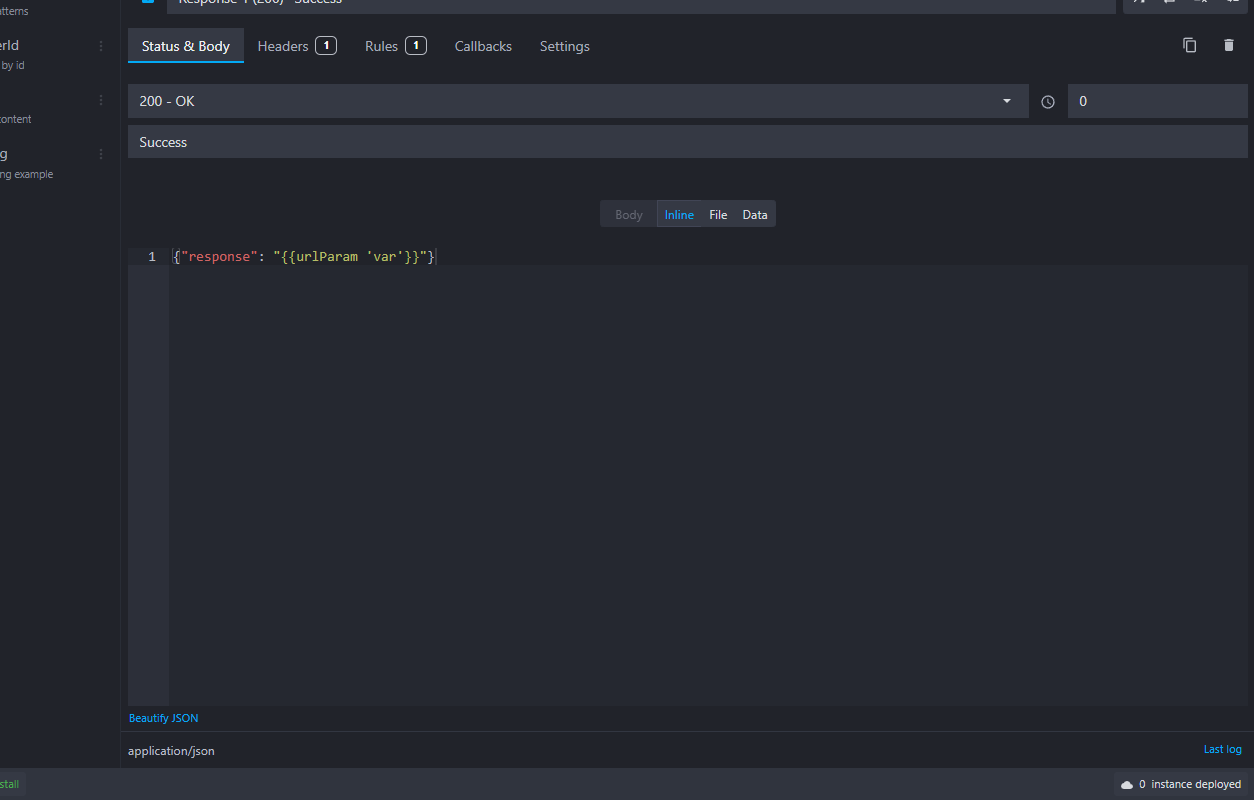 atterns
Response 1 (200) Success
erld
by id
ontent
g
ng example
Status & Body
Headers 1
Rules 1
Callbacks
Settings
200 - OK
0
Success
Body
Inline
File
Data
1 {"response": "{{urlParam 'var'}}"}
Beautify JSON
application/json
Last log
stall
0 instance deployed